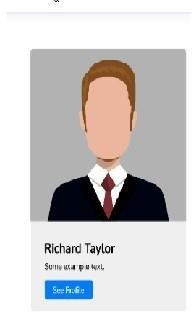 Richard Taylor
Some example text.
See Profile